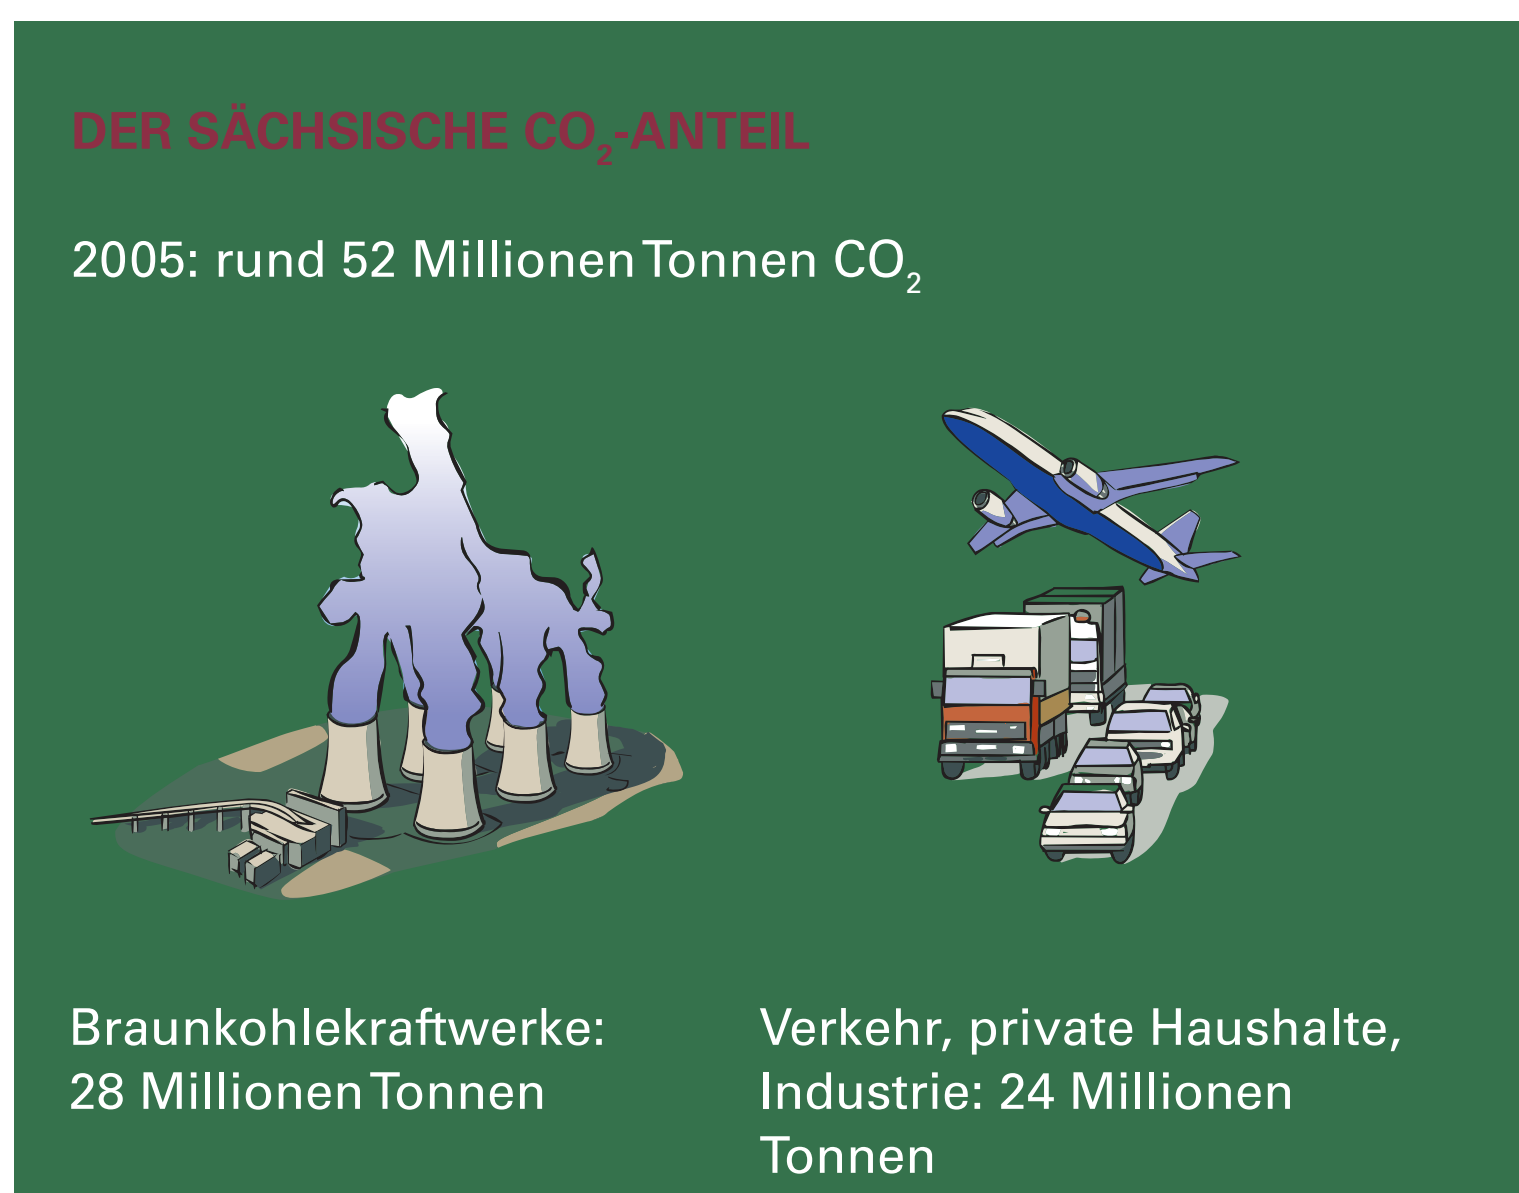 DER SÄCHSISCHE CO₂-ANTEIL
2005: rund 52 Millionen Tonnen CO₂
Braunkohlekraftwerke:
28 Millionen Tonnen
Verkehr, private Haushalte,
Industrie: 24 Millionen
Tonnen